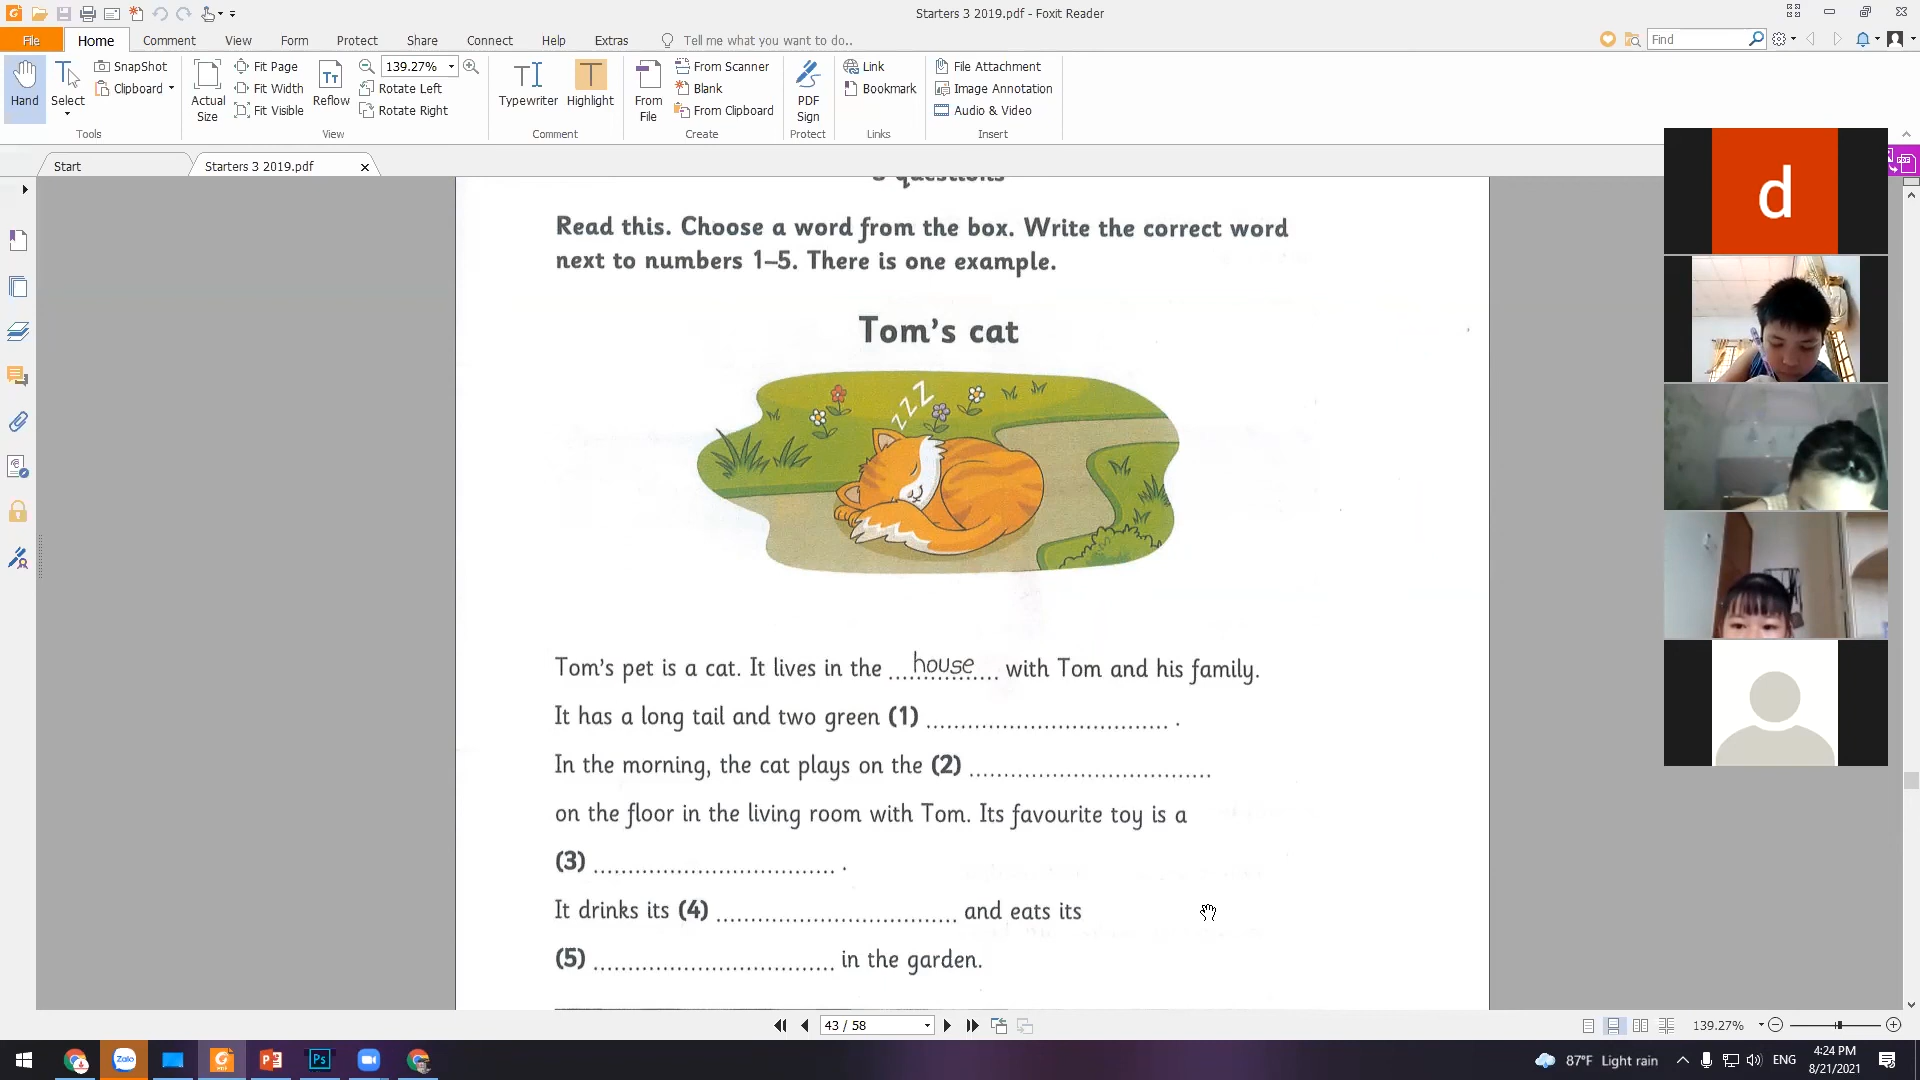 Starters 3 2019.pdf - Foxit Reader
File Home Comment View Form Protect Share Connect Help Extras Tell me what you want to do.. Find
Hand
Select
SnapShot
Clipboard
Tools
Actual Size
Fit Page
Fit Width
Fit Visible
Reflow
139.27%
Rotate Left
Rotate Right
View
Typewriter
Highlight
Comment
From File
From Scanner
Blank
From Clipboard
Create
PDF Sign
Protect
Link
Bookmark
Links
File Attachment
Image Annotation
Audio & Video
Insert
Start Starters 3 2019.pdf
d
5 questions
Read this. Choose a word from the box. Write the correct word
next to numbers 1–5. There is one example.
Tom's cat
zzZ
Tom's pet is a cat. It lives in the ....house.... with Tom and his family.
It has a long tail and two green (1) ................................... .
In the morning, the cat plays on the (2) ...................................
on the floor in the living room with Tom. Its favourite toy is a
(3) ................................... .
It drinks its (4) ................................... and eats its
(5) ................................... in the garden.
43 / 58
139.27%
Zalo
Ps
87°F Light rain
ENG
4:24 PM
8/21/2021